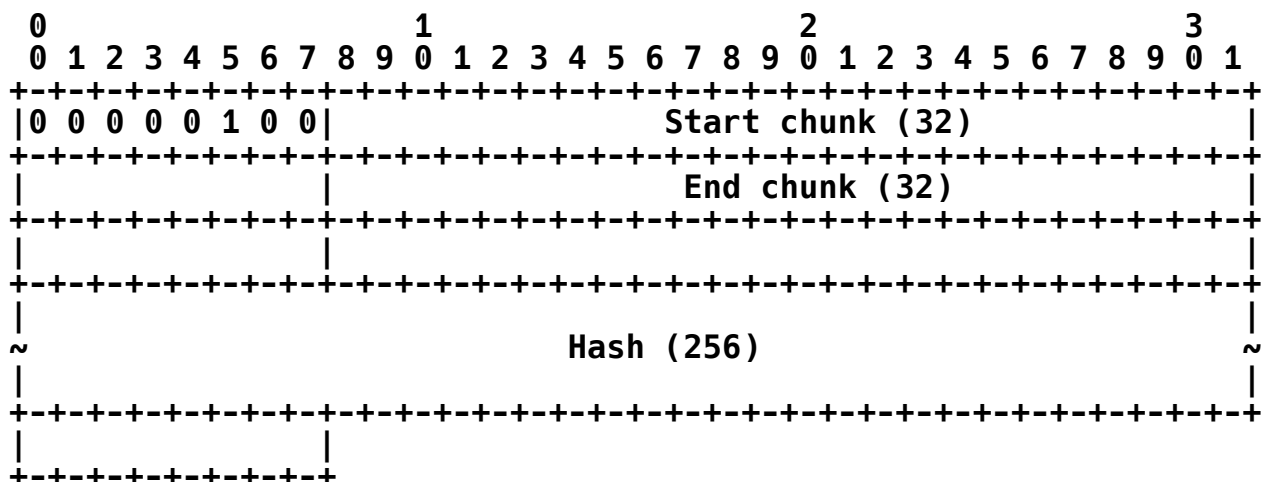 0                   1                   2                   3
 0 1 2 3 4 5 6 7 8 9 0 1 2 3 4 5 6 7 8 9 0 1 2 3 4 5 6 7 8 9 0 1
+-+-+-+-+-+-+-+-+-+-+-+-+-+-+-+-+-+-+-+-+-+-+-+-+-+-+-+-+-+-+-+-+
|0 0 0 0 0 1 0 0|                 Start chunk (32)              |
+-+-+-+-+-+-+-+-+-+-+-+-+-+-+-+-+-+-+-+-+-+-+-+-+-+-+-+-+-+-+-+-+
|               |                  End chunk (32)               |
+-+-+-+-+-+-+-+-+-+-+-+-+-+-+-+-+-+-+-+-+-+-+-+-+-+-+-+-+-+-+-+-+
|               |                                               |
+-+-+-+-+-+-+-+-+-+-+-+-+-+-+-+-+-+-+-+-+-+-+-+-+-+-+-+-+-+-+-+-+
|                                                               |
~                            Hash (256)                         ~
|                                                               |
+-+-+-+-+-+-+-+-+-+-+-+-+-+-+-+-+-+-+-+-+-+-+-+-+-+-+-+-+-+-+-+-+
|               |
+-+-+-+-+-+-+-+-+